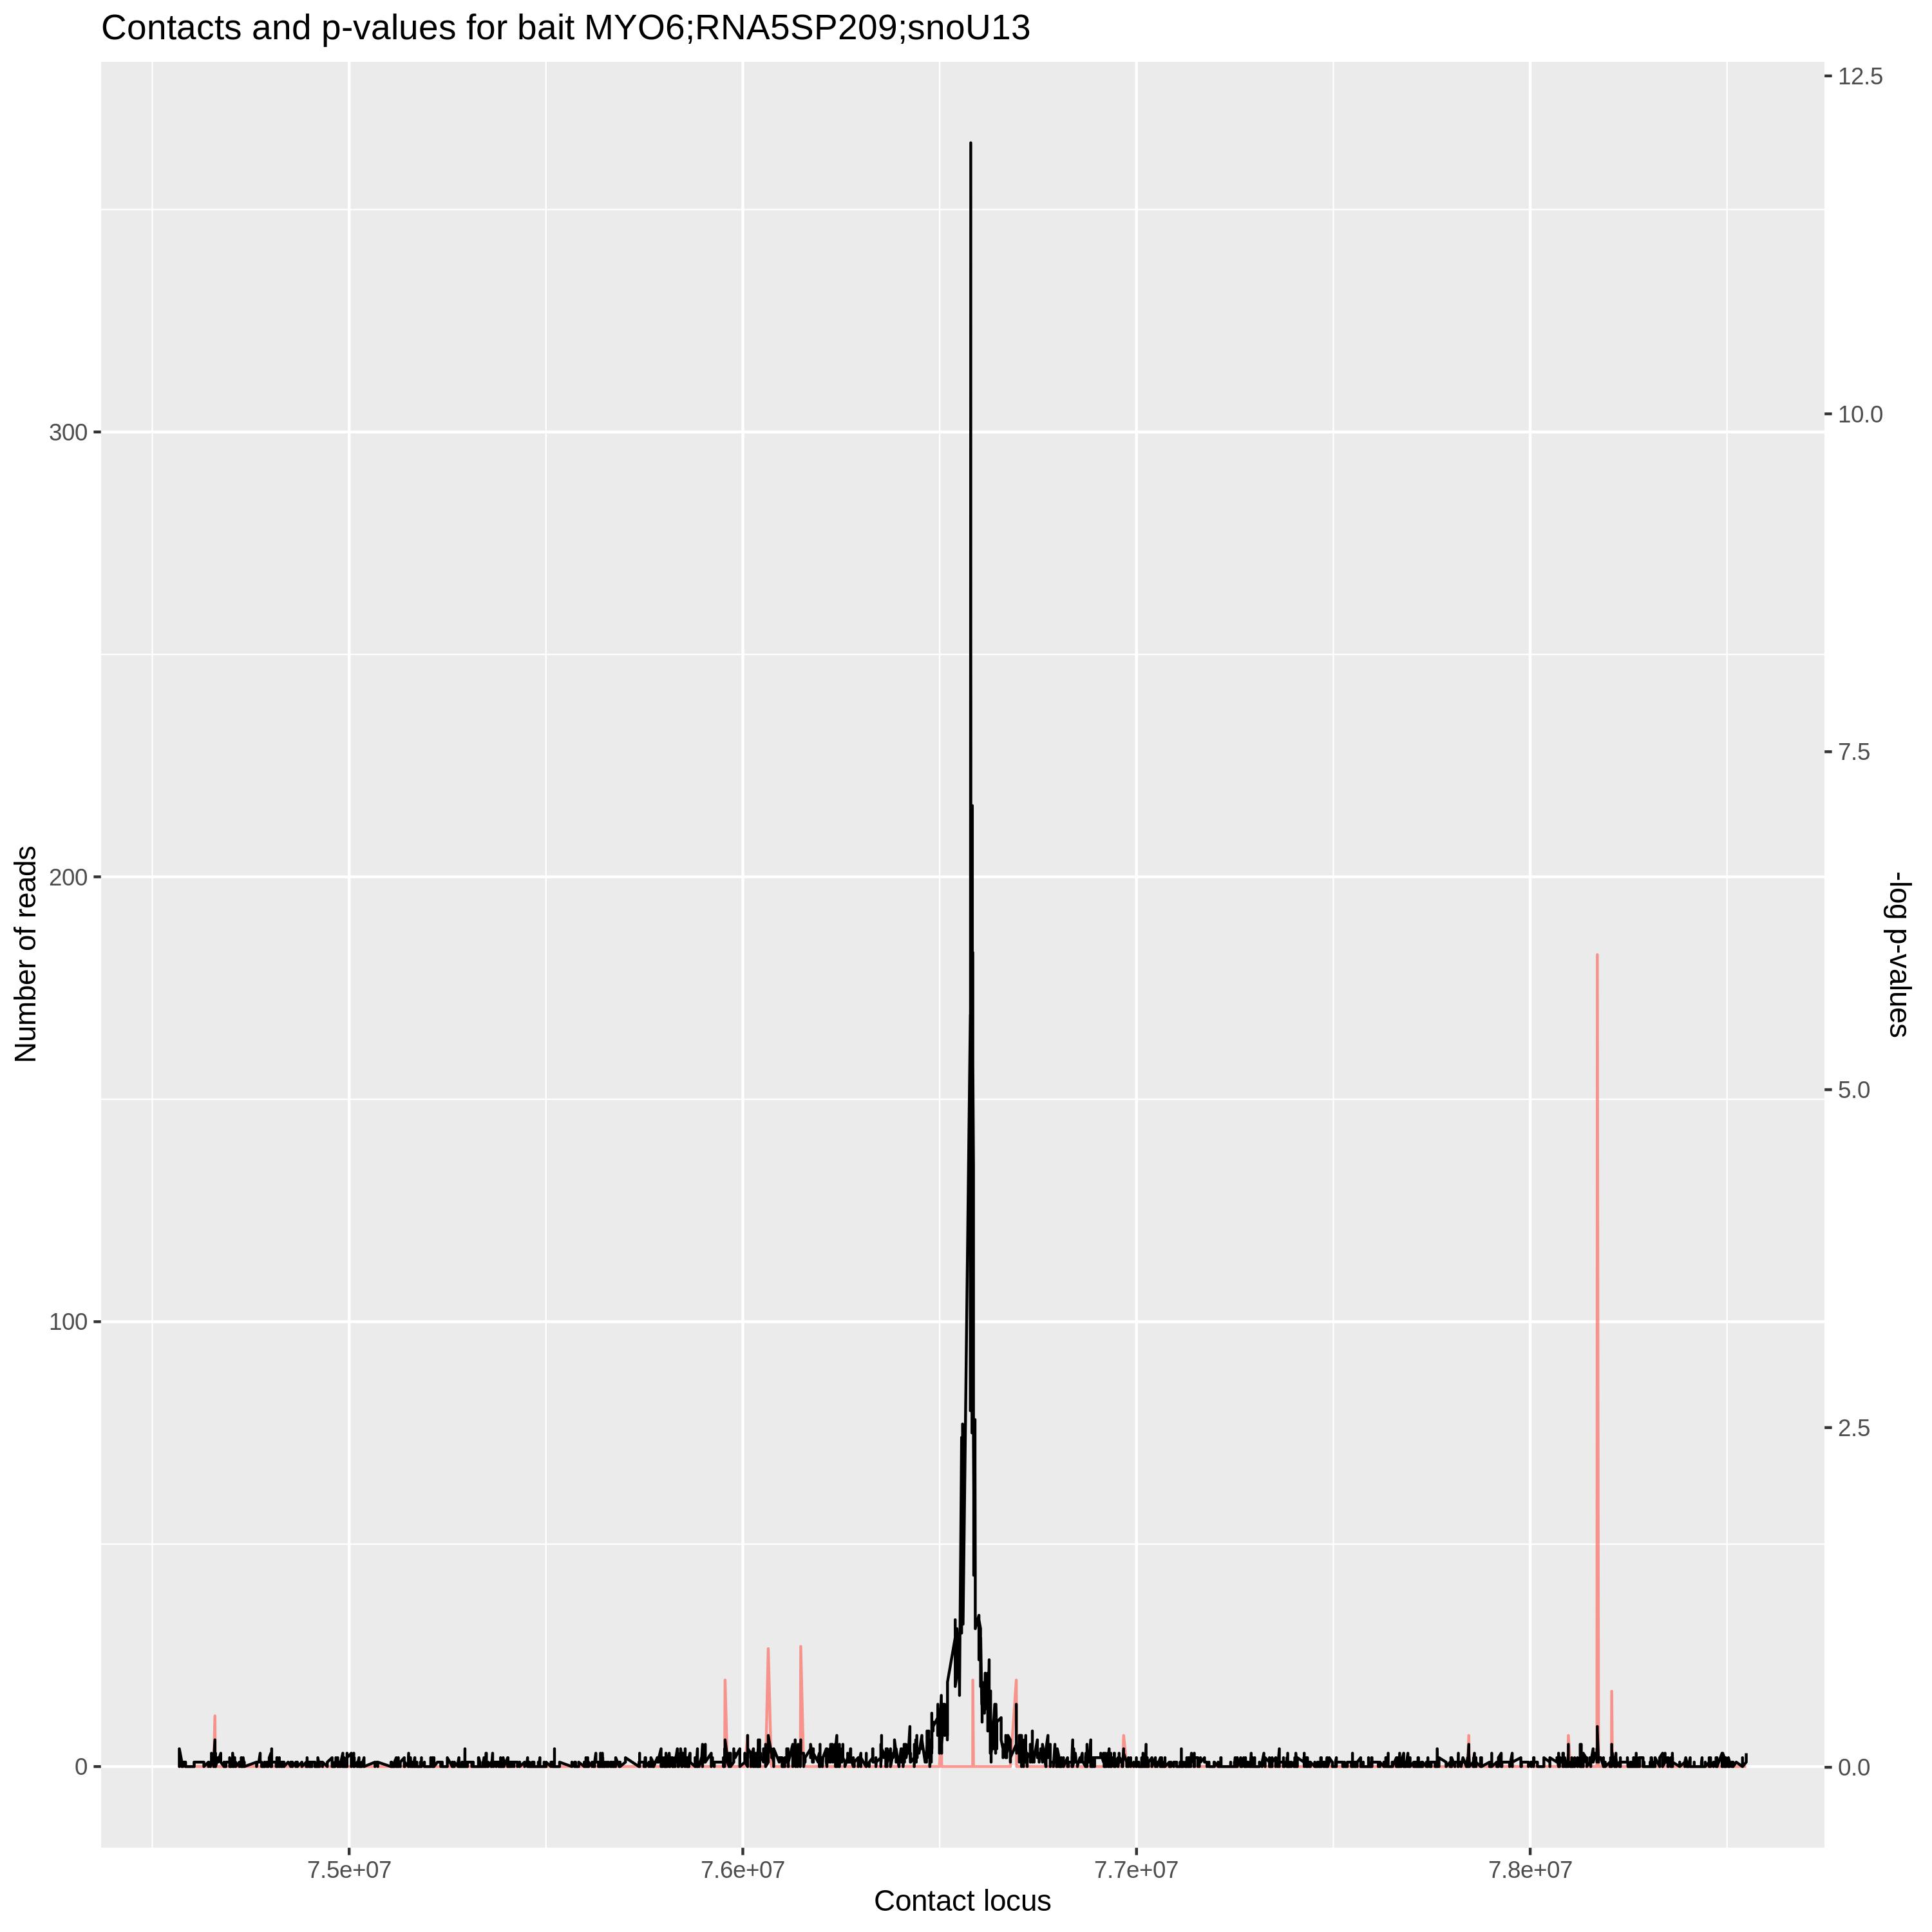 Contacts and p-values for bait MYO6;RNA5SP209;snoU13
12.5
10.0
7.5
5.0
2.5
0.0
-log p-values
300
200
100
0
Number of reads
7.5e+07 7.6e+07 7.7e+07 7.8e+07
Contact locus